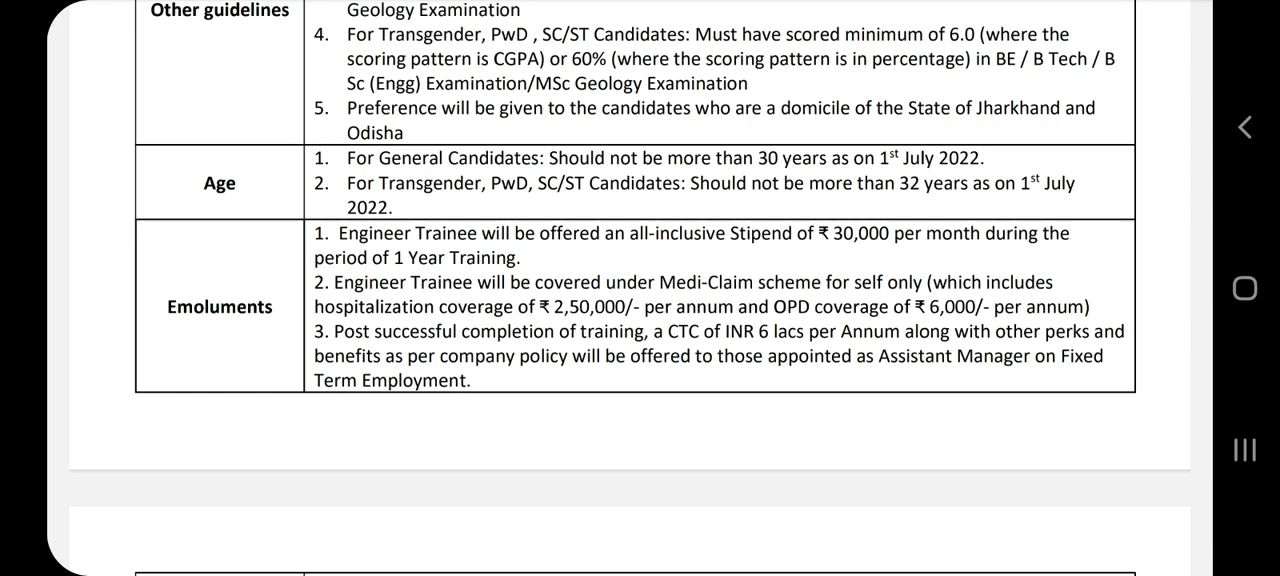 Other guidelines
Geology Examination
4. For Transgender, PwD , SC/ST Candidates: Must have scored minimum of 6.0 (where the
scoring pattern is CGPA) or 60% (where the scoring pattern is in percentage) in BE / B Tech / B
Sc (Engg) Examination/MSc Geology Examination
5. Preference will be given to the candidates who are a domicile of the State of Jharkhand and
Odisha
Age
1. For General Candidates: Should not be more than 30 years as on 1st July 2022.
2. For Transgender, PwD, SC/ST Candidates: Should not be more than 32 years as on 1st July
2022.
Emoluments
1. Engineer Trainee will be offered an all-inclusive Stipend of ₹ 30,000 per month during the
period of 1 Year Training.
2. Engineer Trainee will be covered under Medi-Claim scheme for self only (which includes
hospitalization coverage of ₹ 2,50,000/- per annum and OPD coverage of ₹ 6,000/- per annum)
3. Post successful completion of training, a CTC of INR 6 lacs per Annum along with other perks and
benefits as per company policy will be offered to those appointed as Assistant Manager on Fixed
Term Employment.